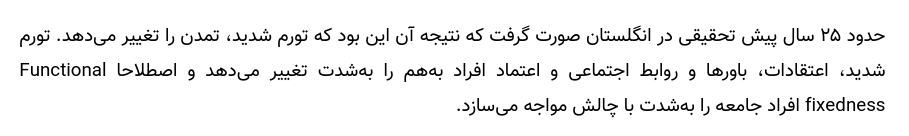 حدود ۲۵ سال پیش تحقیقی در انگلستان صورت گرفت که نتیجه آن این بود که تورم شدید، تمدن را تغییر می‌دهد. تورم
شدید، اعتقادات، باورها و روابط اجتماعی و اعتماد افراد به‌هم را به‌شدت تغییر می‌دهد و اصطلاحا Functional
fixedness افراد جامعه را به‌شدت با چالش مواجه می‌سازد.